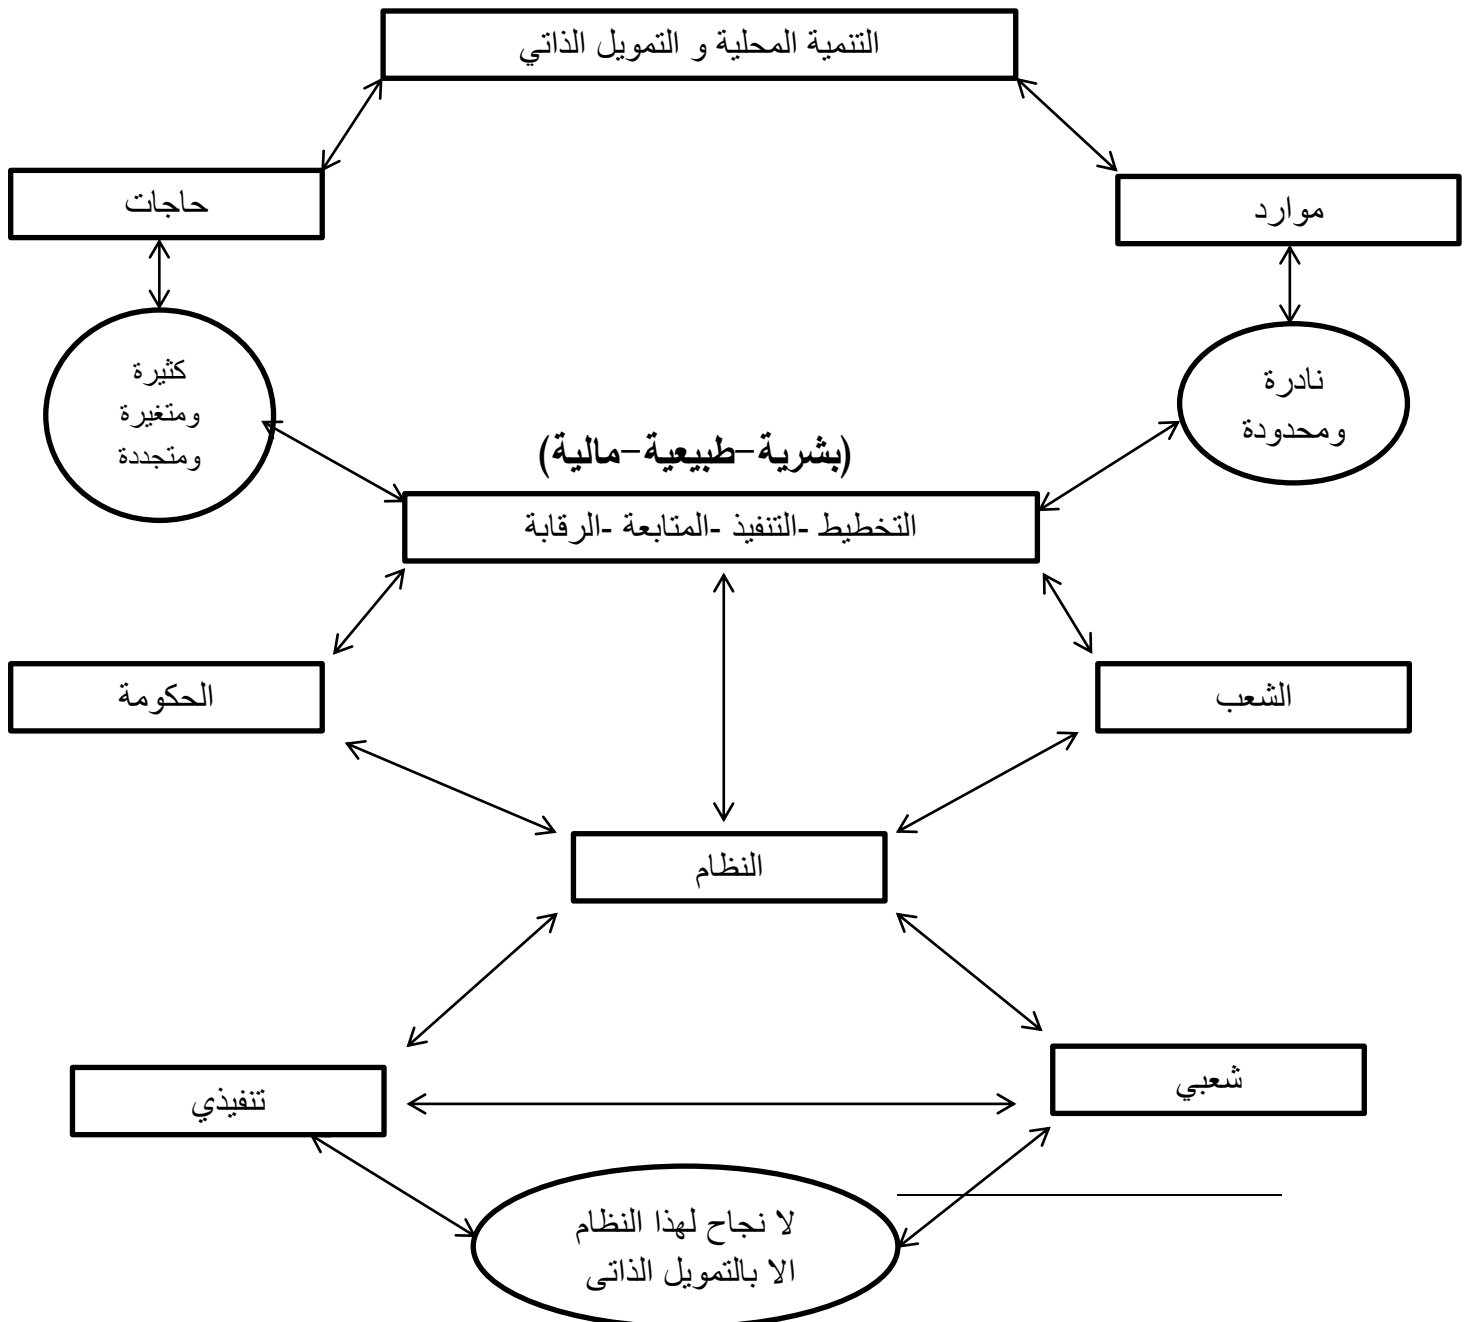 التنمية المحلية و التمويل الذاتي
موارد
حاجات
نادرة
ومحدودة
كثيرة
ومتغيرة
ومتجددة
(بشرية-طبيعية-مالية)
التخطيط -التنفيذ -المتابعة -الرقابة
الشعب
الحكومة
النظام
شعبي
تنفيذي
لا نجاح لهذا النظام
الا بالتمويل الذاتى